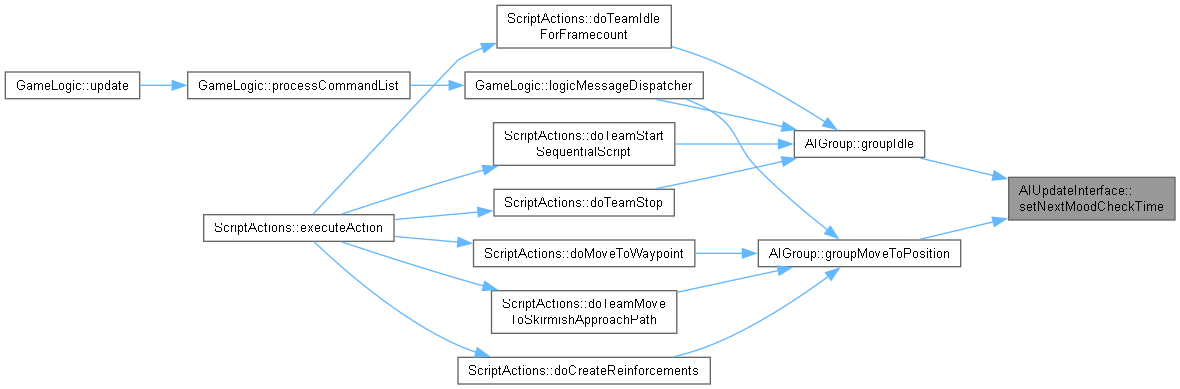 ScriptActions::doTeamIdle
ForFramecount
GameLogic::update
GameLogic::processCommandList
GameLogic::logicMessageDispatcher
ScriptActions::doTeamStart
SequentialScript
AIGroup::groupIdle
AIUpdateInterface::
setNextMoodCheckTime
ScriptActions::doTeamStop
ScriptActions::executeAction
ScriptActions::doMoveToWaypoint
AIGroup::groupMoveToPosition
ScriptActions::doTeamMove
ToSkirmishApproachPath
ScriptActions::doCreateReinforcements